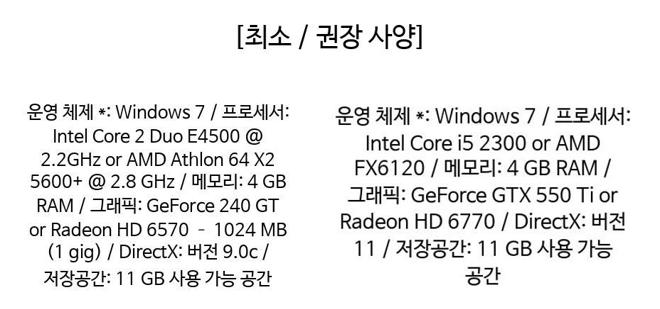 [최소 / 권장 사양]
운영 체제 *: Windows 7 / 프로세서:
Intel Core 2 Duo E4500 @
2.2GHz or AMD Athlon 64 X2
5600+ @ 2.8 GHz / 메모리: 4 GB
RAM / 그래픽: GeForce 240 GT
or Radeon HD 6570 – 1024 MB
(1 gig) / DirectX: 버전 9.0c /
저장공간: 11 GB 사용 가능 공간
운영 체제 *: Windows 7 / 프로세서:
Intel Core i5 2300 or AMD
FX6120 / 메모리: 4 GB RAM /
그래픽: GeForce GTX 550 Ti or
Radeon HD 6770 / DirectX: 버전
11 / 저장공간: 11 GB 사용 가능
공간